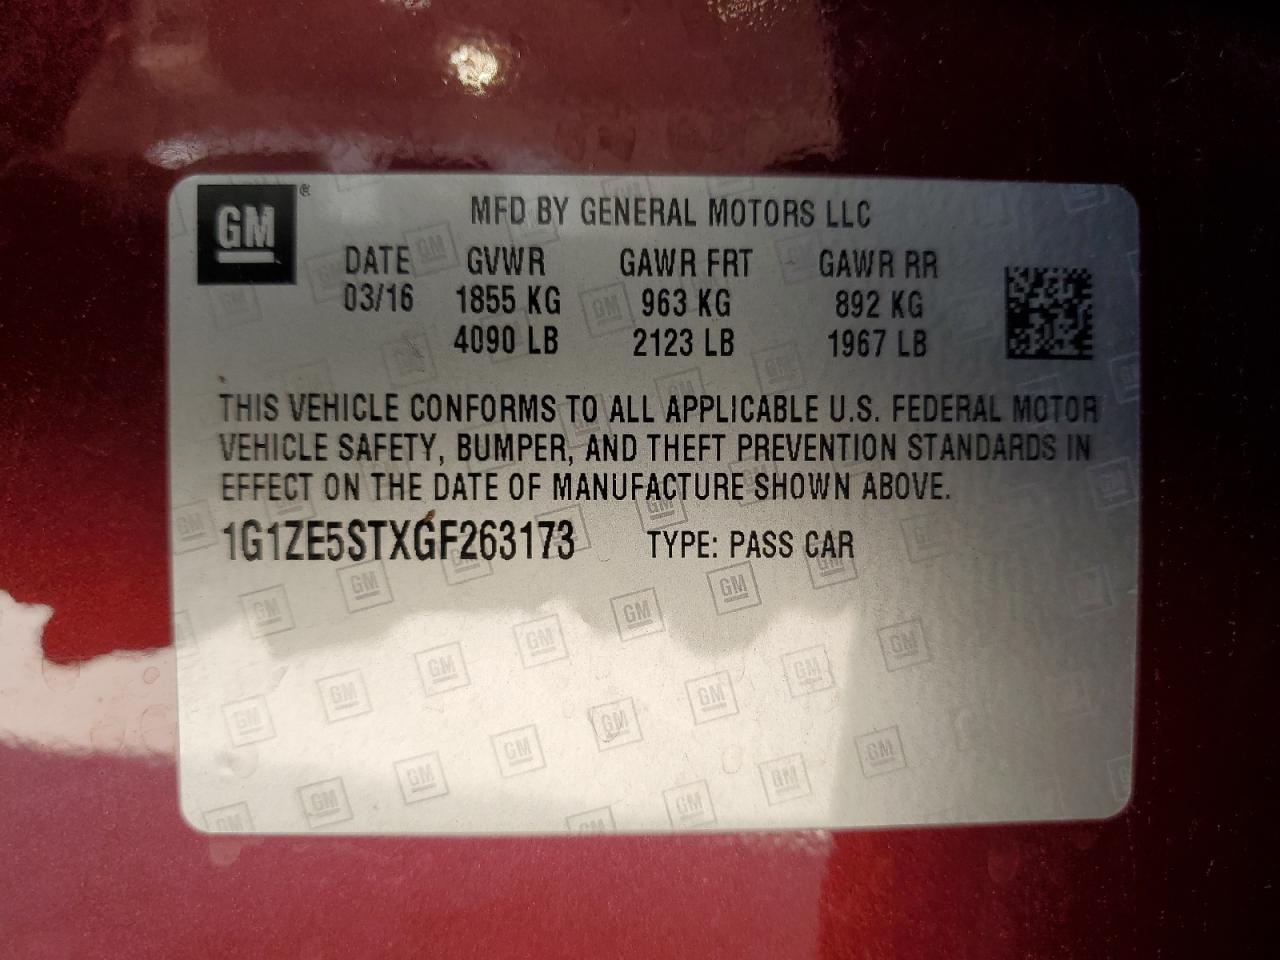 GM®
MFD BY GENERAL MOTORS LLC
DATE GVWR GAWR FRT GAWR RR
03/16 1855 KG 963 KG 892 KG
4090 LB 2123 LB 1967 LB
THIS VEHICLE CONFORMS TO ALL APPLICABLE U.S. FEDERAL MOTOR
VEHICLE SAFETY, BUMPER, AND THEFT PREVENTION STANDARDS IN
EFFECT ON THE DATE OF MANUFACTURE SHOWN ABOVE.
1G1ZE5STXGF263173 TYPE: PASS CAR